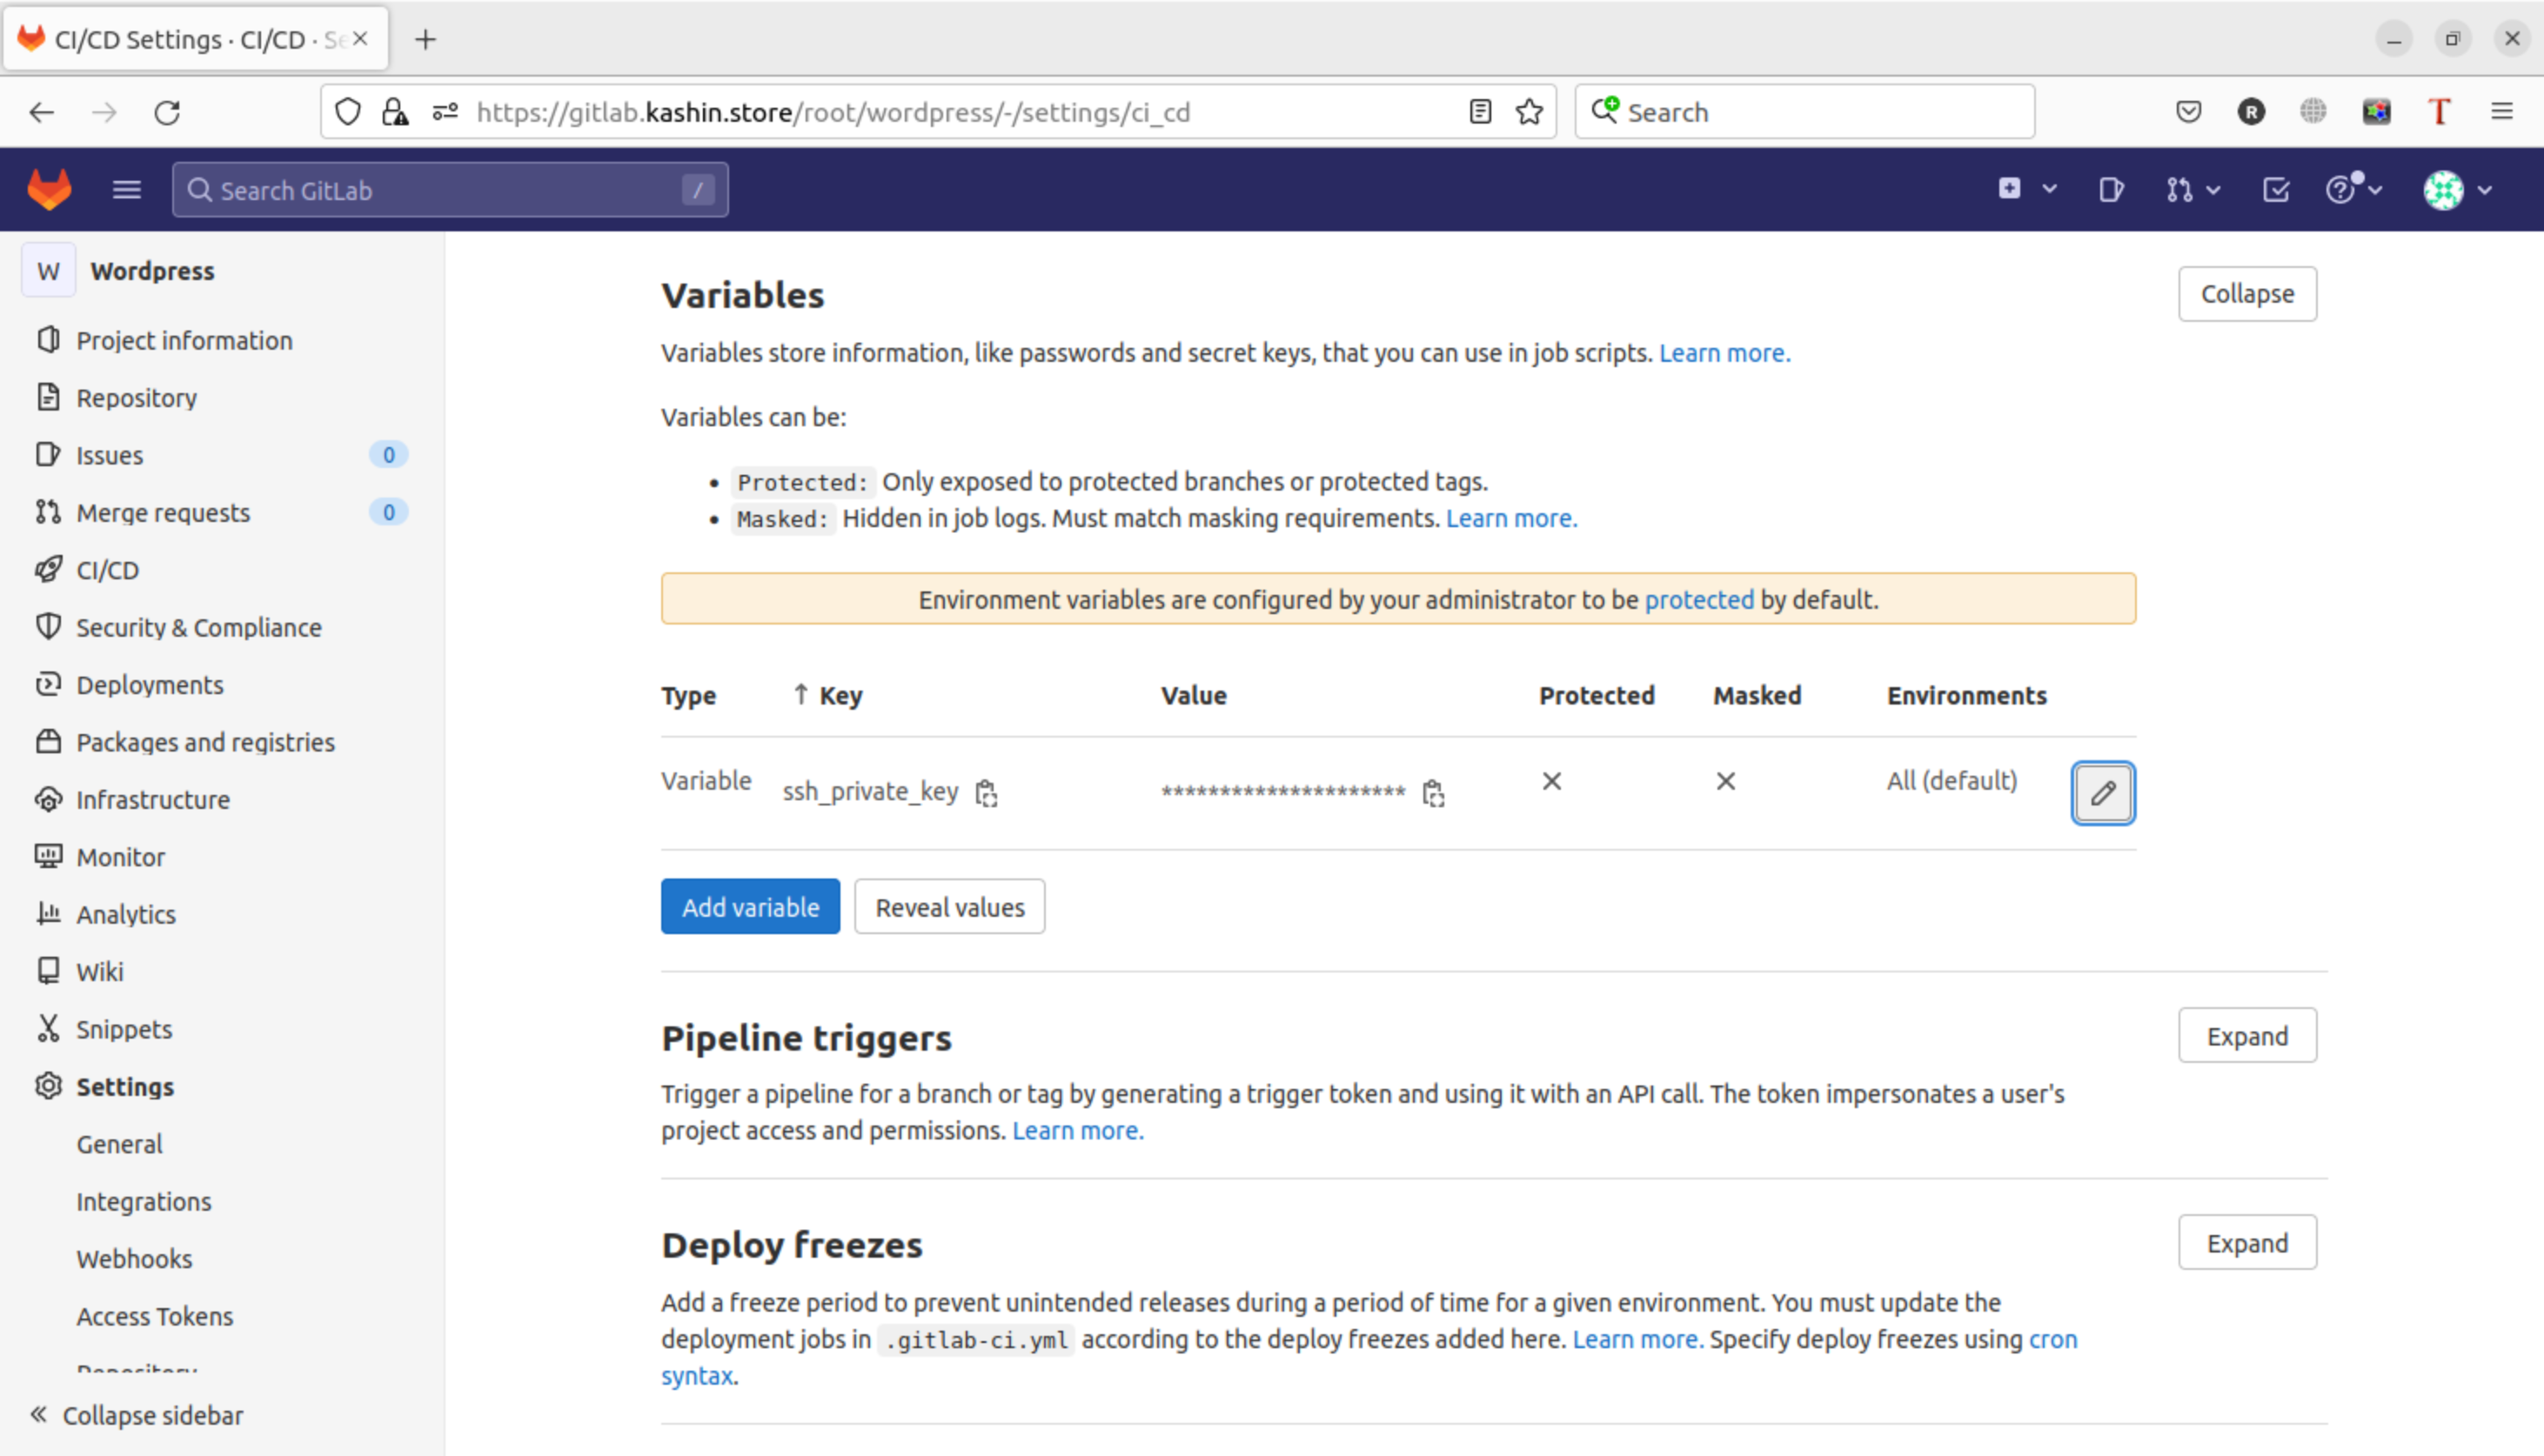 CI/CD Settings · CI/CD · Se
https://gitlab.kashin.store/root/wordpress/-/settings/ci_cd
Search
R
T
Search GitLab
/
W
Wordpress
Project information
Repository
Issues 0
Merge requests 0
CI/CD
Security & Compliance
Deployments
Packages and registries
Infrastructure
Monitor
Analytics
Wiki
Snippets
Settings
General
Integrations
Webhooks
Access Tokens
Repository
Collapse sidebar
Variables
Collapse
Variables store information, like passwords and secret keys, that you can use in job scripts. Learn more.
Variables can be:
• Protected: Only exposed to protected branches or protected tags.
• Masked: Hidden in job logs. Must match masking requirements. Learn more.
Environment variables are configured by your administrator to be protected by default.
Type ↑ Key Value Protected Masked Environments
Variable ssh_private_key ********************* All (default)
Add variable Reveal values
Pipeline triggers
Expand
Trigger a pipeline for a branch or tag by generating a trigger token and using it with an API call. The token impersonates a user's
project access and permissions. Learn more.
Deploy freezes
Expand
Add a freeze period to prevent unintended releases during a period of time for a given environment. You must update the
deployment jobs in .gitlab-ci.yml according to the deploy freezes added here. Learn more. Specify deploy freezes using cron
syntax.